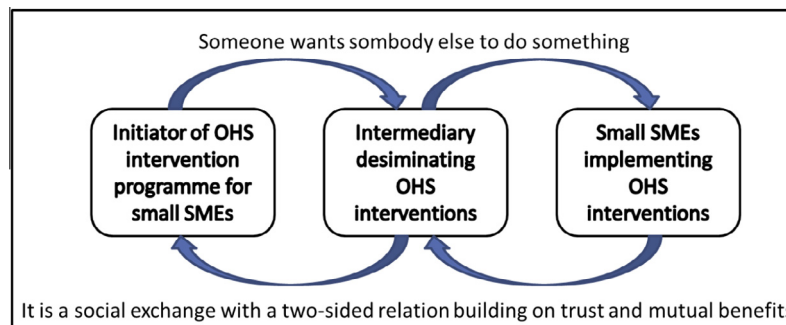 Someone wants sombody else to do something
Initiator of OHS
intervention
programme for
small SMEs
Intermediary
desiminating
OHS
interventions
Small SMEs
implementing
OHS
interventions
It is a social exchange with a two-sided relation building on trust and mutual benefits